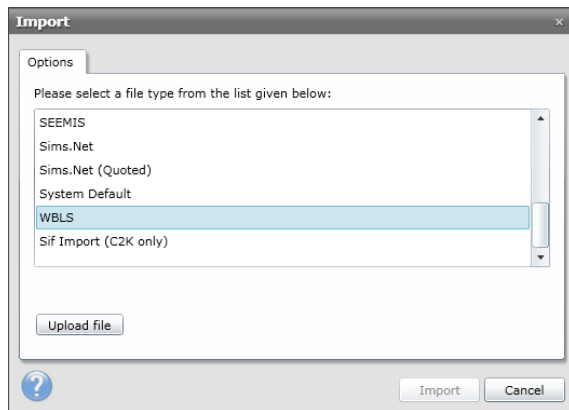 Import
Options
Please select a file type from the list given below:
SEEMIS
Sims.Net
Sims.Net (Quoted)
System Default
WBLS
Sif Import (C2K only)
Upload file
?
Import Cancel